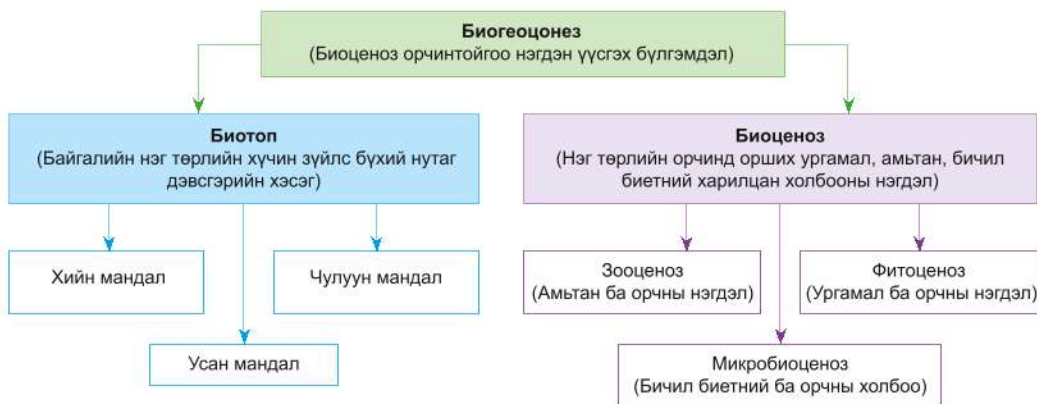 Биогеоцонез
(Биоценоз орчинтойгоо нэгдэн үүсгэх бүлгэмдэл)
Биотоп
(Байгалийн нэг төрлийн хүчин зүйлс бүхий нутаг
дэвсгэрийн хэсэг)
Биоценоз
(Нэг төрлийн орчинд орших ургамал, амьтан, бичил
биетний харилцан холбооны нэгдэл)
Хийн мандал
Чулуун мандал
Усан мандал
Зооценоз
(Амьтан ба орчны нэгдэл)
Фитоценоз
(Ургамал ба орчны нэгдэл)
Микробиоценоз
(Бичил биетний ба орчны холбоо)